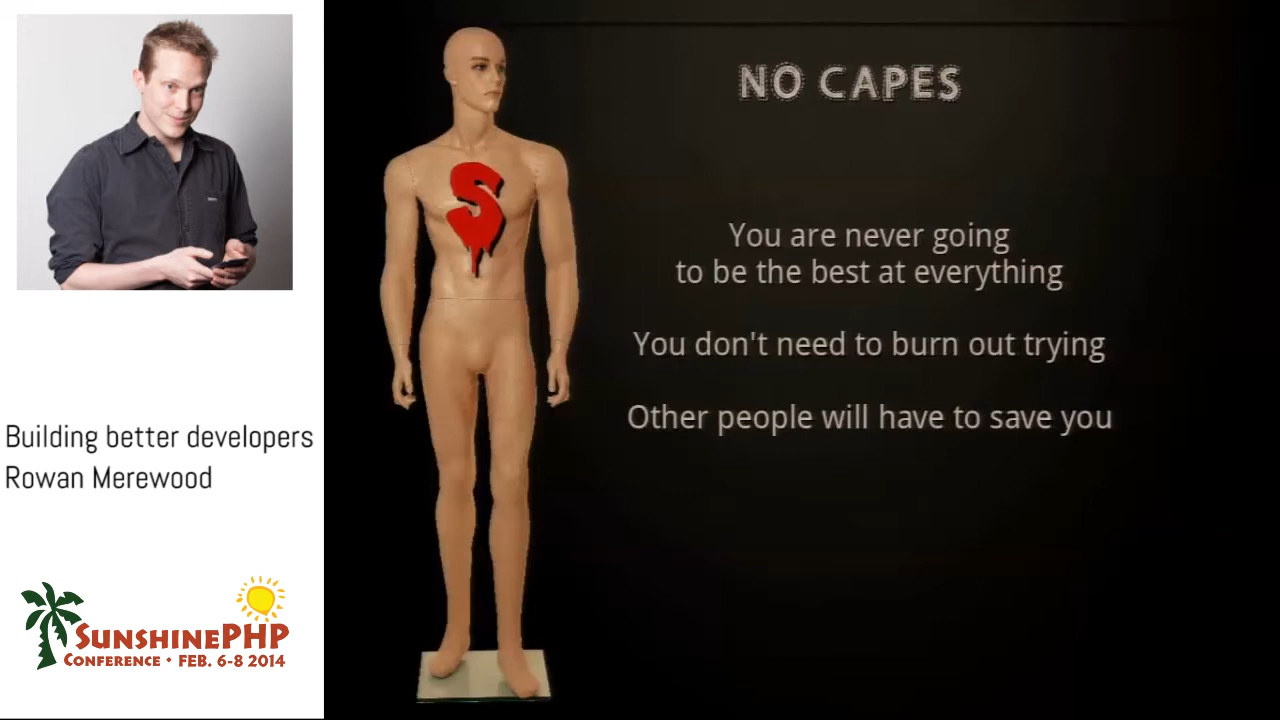 Building better developers
Rowan Merewood
SUNSHINEPHP
CONFERENCE • FEB. 6-8 2014
NO CAPES
S
You are never going
to be the best at everything
You don't need to burn out trying
Other people will have to save you